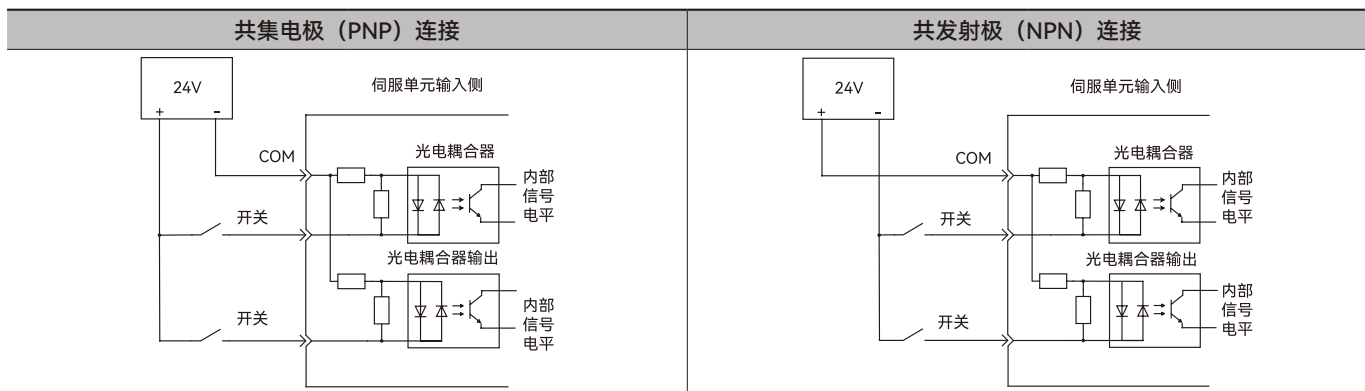 共集电极（PNP）连接
共发射极（NPN）连接
24V
+ -
伺服单元输入侧
COM
光电耦合器
内部
信号
电平
开关
光电耦合器输出
内部
信号
电平
开关
24V
+ -
伺服单元输入侧
COM
光电耦合器
内部
信号
电平
开关
光电耦合器输出
内部
信号
电平
开关